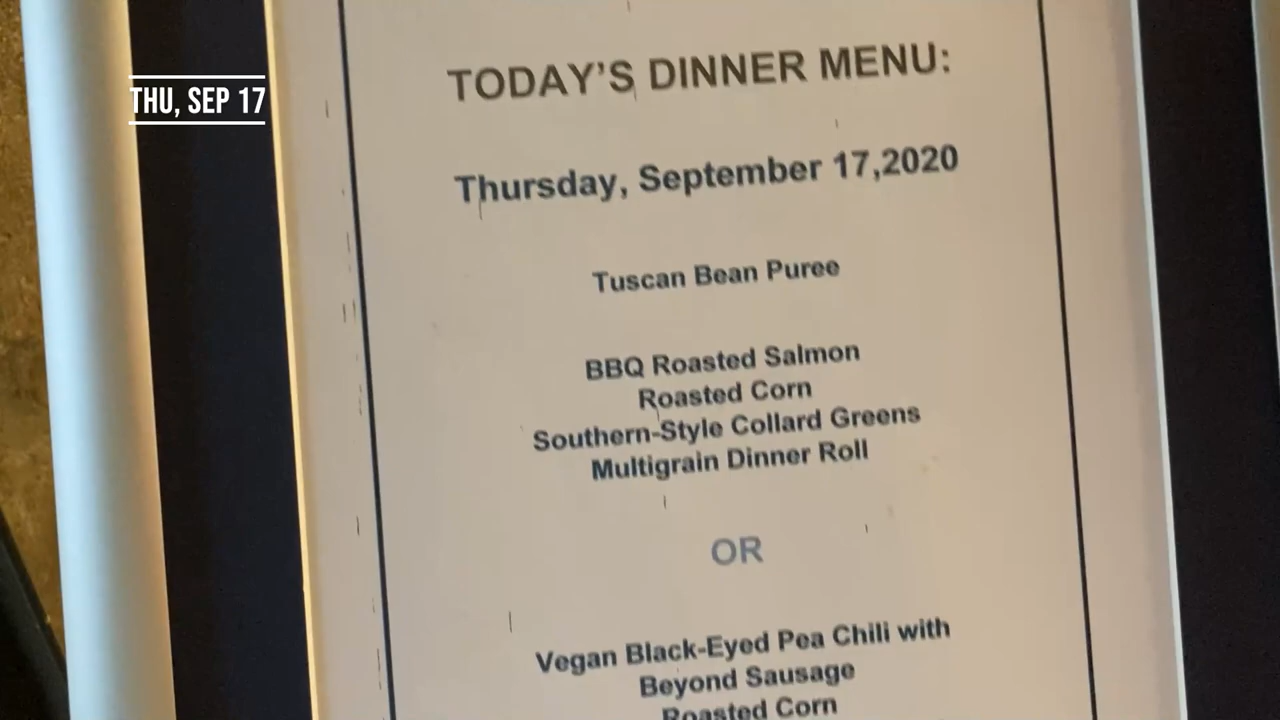 THU, SEP 17
TODAY'S DINNER MENU:
Thursday, September 17,2020
Tuscan Bean Puree
BBQ Roasted Salmon
Roasted Corn
Southern-Style Collard Greens
Multigrain Dinner Roll
OR
Vegan Black-Eyed Pea Chili with
Beyond Sausage
Roasted Corn